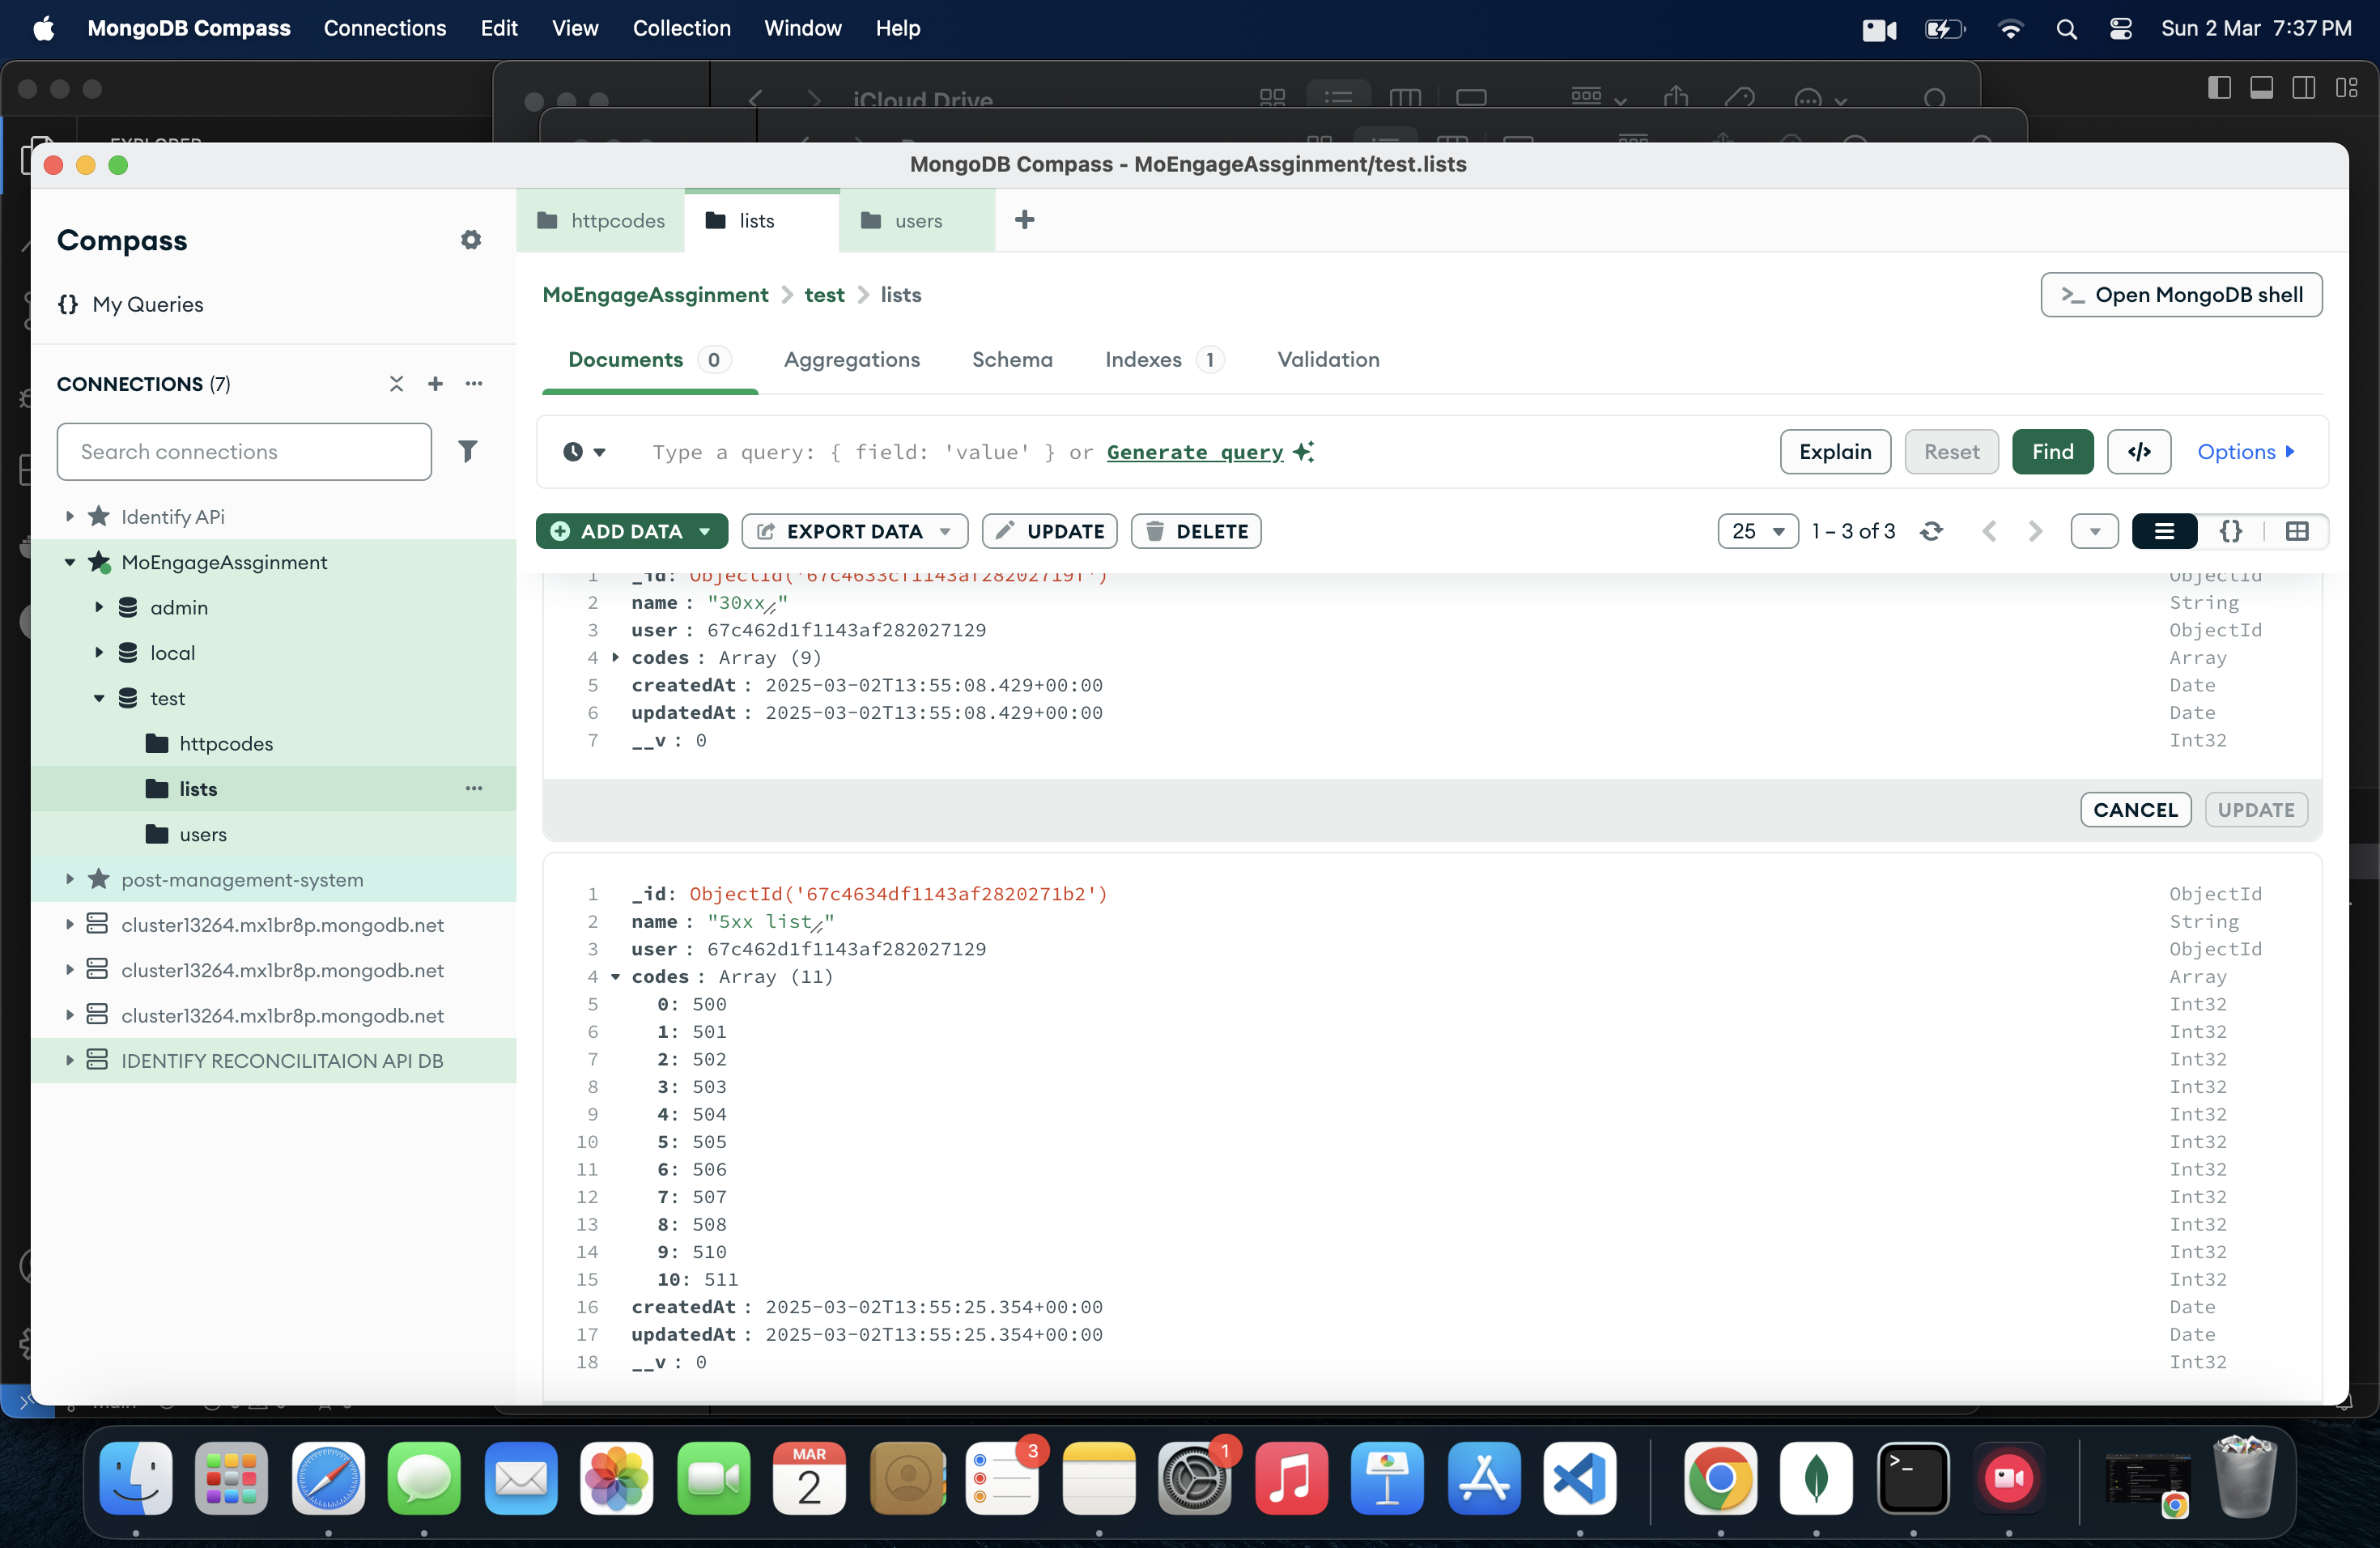 MongoDB Compass Connections Edit View Collection Window Help Sun 2 Mar 7:37 PM
iCloud Drive
EXPLORER
MongoDB Compass - MoEngageAssginment/test.lists
Compass
{} My Queries
CONNECTIONS (7)
Search connections
Identify APi
MoEngageAssginment
admin
local
test
httpcodes
lists
users
post-management-system
cluster13264.mx1br8p.mongodb.net
cluster13264.mx1br8p.mongodb.net
cluster13264.mx1br8p.mongodb.net
IDENTIFY RECONCILITAION API DB
httpcodes lists users
MoEngageAssginment > test > lists
>_ Open MongoDB shell
Documents 0 Aggregations Schema Indexes 1 Validation
Type a query: { field: 'value' } or Generate query
Explain Reset Find </> Options
ADD DATA EXPORT DATA UPDATE DELETE 25 1 – 3 of 3 {}
1 _id: ObjectId('67c4633cf1143af28202719f') ObjectId
2 name : "30xx" String
3 user : 67c462d1f1143af282027129 ObjectId
4 codes : Array (9) Array
5 createdAt : 2025-03-02T13:55:08.429+00:00 Date
6 updatedAt : 2025-03-02T13:55:08.429+00:00 Date
7 __v : 0 Int32
CANCEL UPDATE
1 _id: ObjectId('67c4634df1143af2820271b2') ObjectId
2 name : "5xx list" String
3 user : 67c462d1f1143af282027129 ObjectId
4 codes : Array (11) Array
5 0: 500 Int32
6 1: 501 Int32
7 2: 502 Int32
8 3: 503 Int32
9 4: 504 Int32
10 5: 505 Int32
11 6: 506 Int32
12 7: 507 Int32
13 8: 508 Int32
14 9: 510 Int32
15 10: 511 Int32
16 createdAt : 2025-03-02T13:55:25.354+00:00 Date
17 updatedAt : 2025-03-02T13:55:25.354+00:00 Date
18 __v : 0 Int32
main
MAR
2
3
1